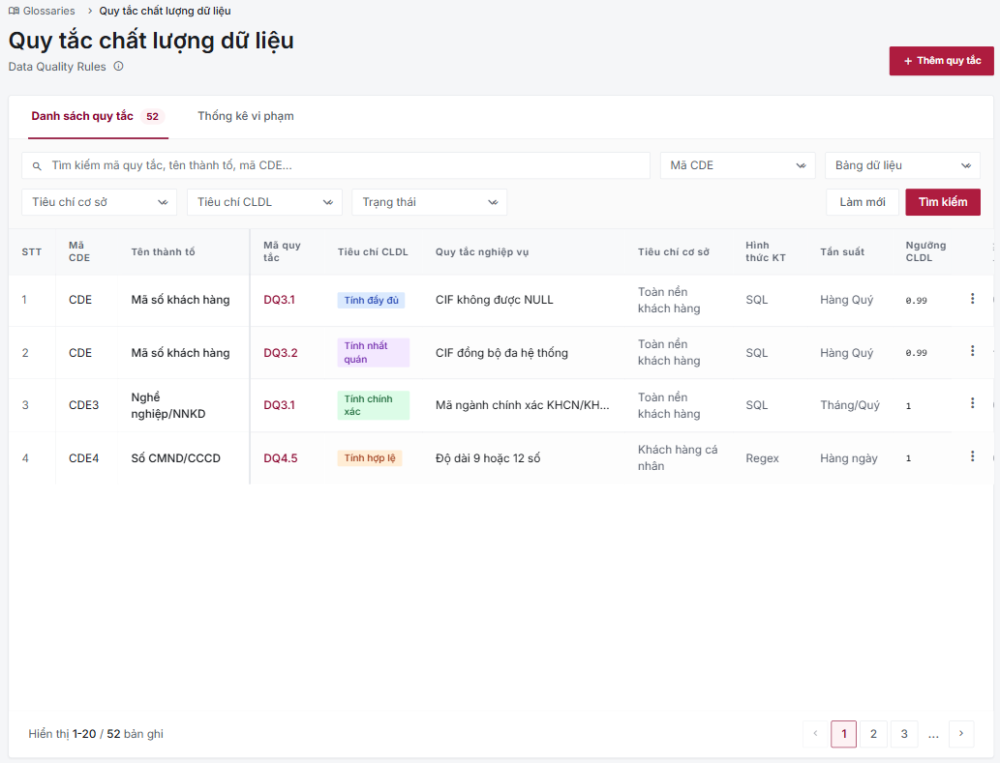 Glossaries > Quy tắc chất lượng dữ liệu
Quy tắc chất lượng dữ liệu
Data Quality Rules
+ Thêm quy tắc
Danh sách quy tắc 52 Thống kê vi phạm
Tìm kiếm mã quy tắc, tên thành tố, mã CDE... Mã CDE Bảng dữ liệu
Tiêu chí cơ sở Tiêu chí CLDL Trạng thái Làm mới Tìm kiếm
STT Mã CDE Tên thành tố Mã quy tắc Tiêu chí CLDL Quy tắc nghiệp vụ Tiêu chí cơ sở Hình thức KT Tần suất Ngưỡng CLDL
1 CDE Mã số khách hàng DQ3.1 Tính đầy đủ CIF không được NULL Toàn nền khách hàng SQL Hàng Quý 0.99
2 CDE Mã số khách hàng DQ3.2 Tính nhất quán CIF đồng bộ đa hệ thống Toàn nền khách hàng SQL Hàng Quý 0.99
3 CDE3 Nghề nghiệp/NNKD DQ3.1 Tính chính xác Mã ngành chính xác KHCN/KH... Toàn nền khách hàng SQL Tháng/Quý 1
4 CDE4 Số CMND/CCCD DQ4.5 Tính hợp lệ Độ dài 9 hoặc 12 số Khách hàng cá nhân Regex Hàng ngày 1
Hiển thị 1-20 / 52 bản ghi
‹ 1 2 3 ... ›